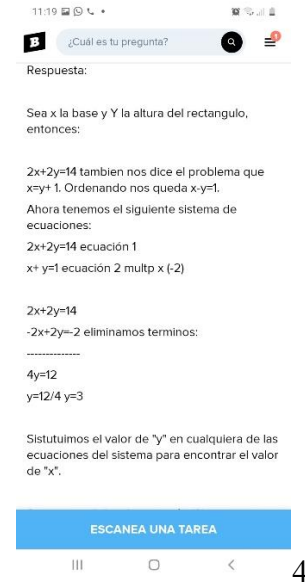 11:19
B ¿Cuál es tu pregunta? 1
Respuesta:
Sea x la base y Y la altura del rectangulo,
entonces:
2x+2y=14 tambien nos dice el problema que
x=y+ 1. Ordenando nos queda x-y=1.
Ahora tenemos el siguiente sistema de
ecuaciones:
2x+2y=14 ecuación 1
x+ y=1 ecuación 2 multp x (-2)
2x+2y=14
-2x+2y=-2 eliminamos terminos:
--------------
4y=12
y=12/4 y=3
Sistutuimos el valor de "y" en cualquiera de las
ecuaciones del sistema para encontrar el valor
de "x".
ESCANEA UNA TAREA
4